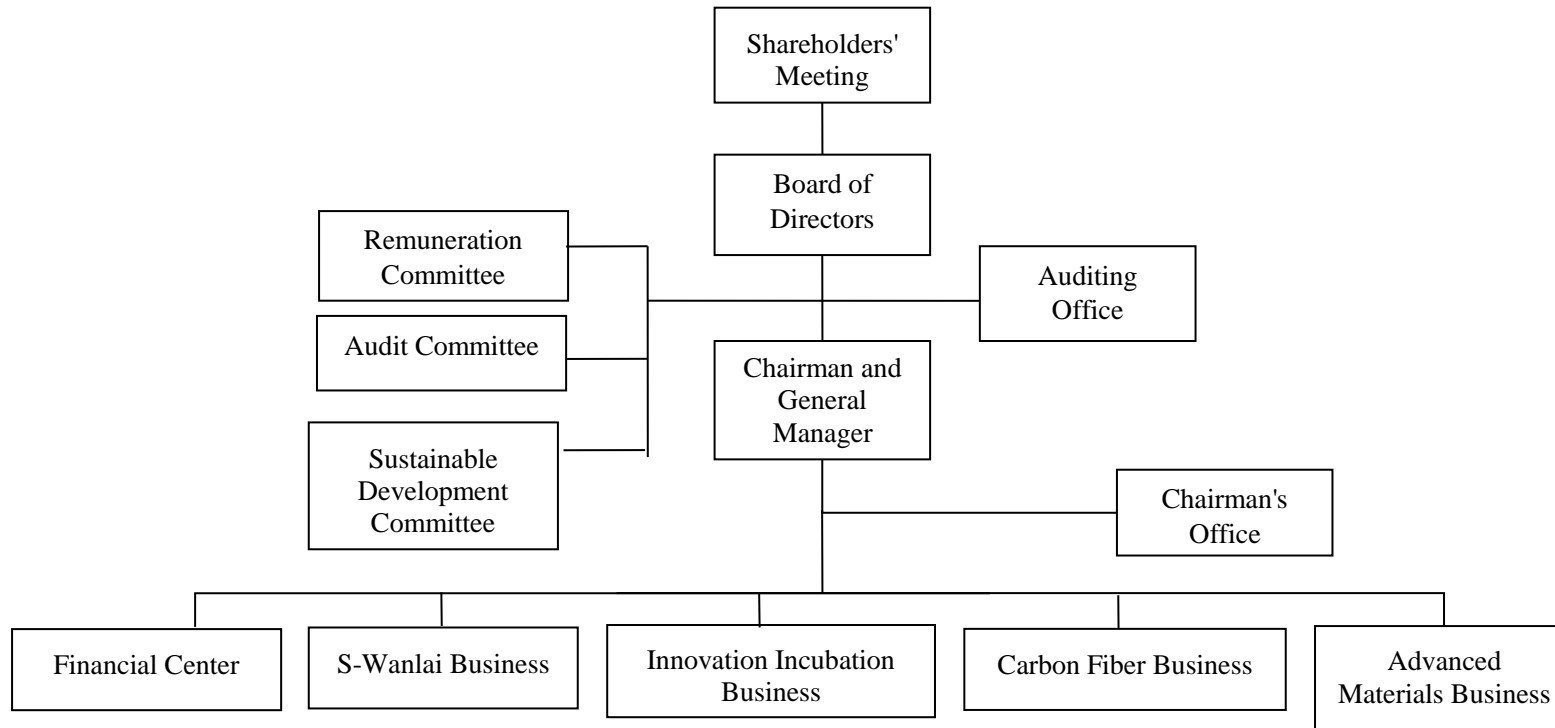 Shareholders'
Meeting
Board of
Directors
Remuneration
Committee
Auditing
Office
Audit Committee
Chairman and
General
Manager
Sustainable
Development
Committee
Chairman's
Office
Financial Center
S-Wanlai Business
Innovation Incubation
Business
Carbon Fiber Business
Advanced
Materials Business